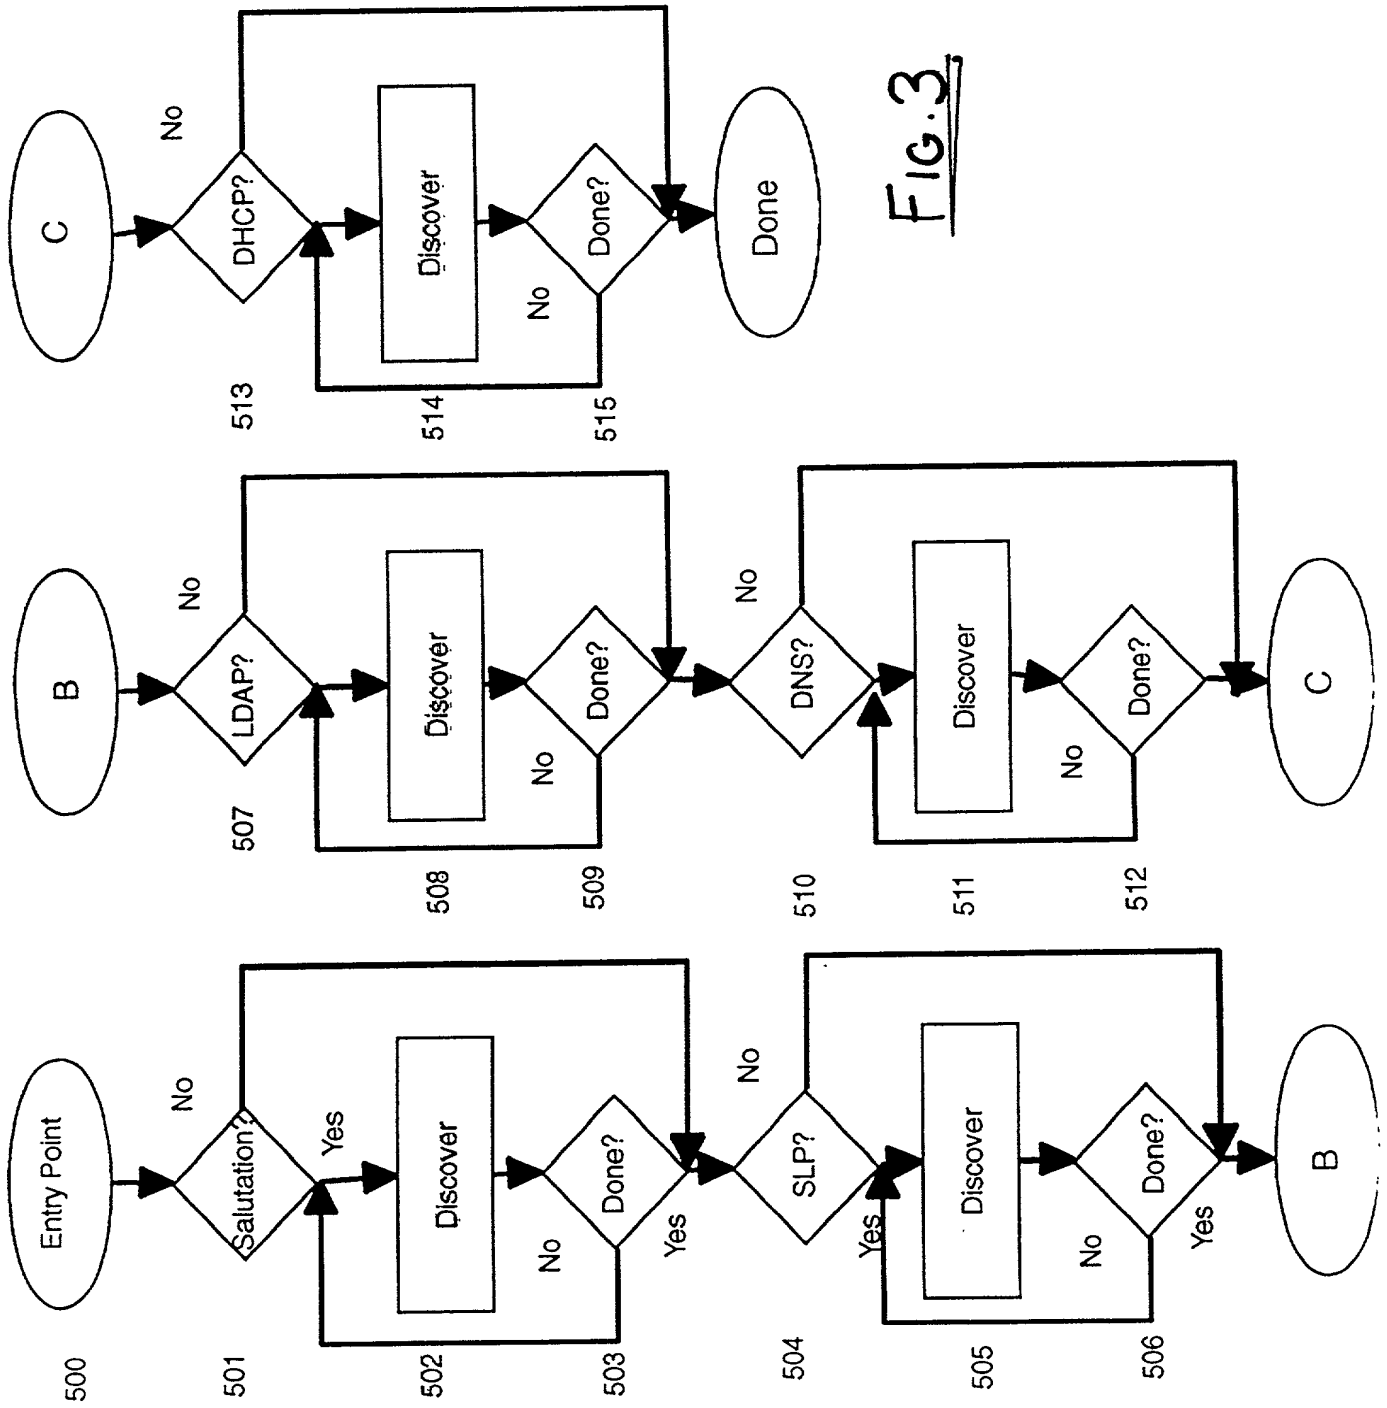 500
Entry Point
501
Salutation?
No
Yes
502
Discover
503
Done?
No
Yes
504
SLP?
No
Yes
505
Discover
506
Done?
No
Yes
B
B
507
LDAP?
No
508
Discover
509
Done?
No
510
DNS?
No
511
Discover
512
Done?
No
C
C
513
DHCP?
No
514
Discover
515
Done?
No
Done
FIG. 3